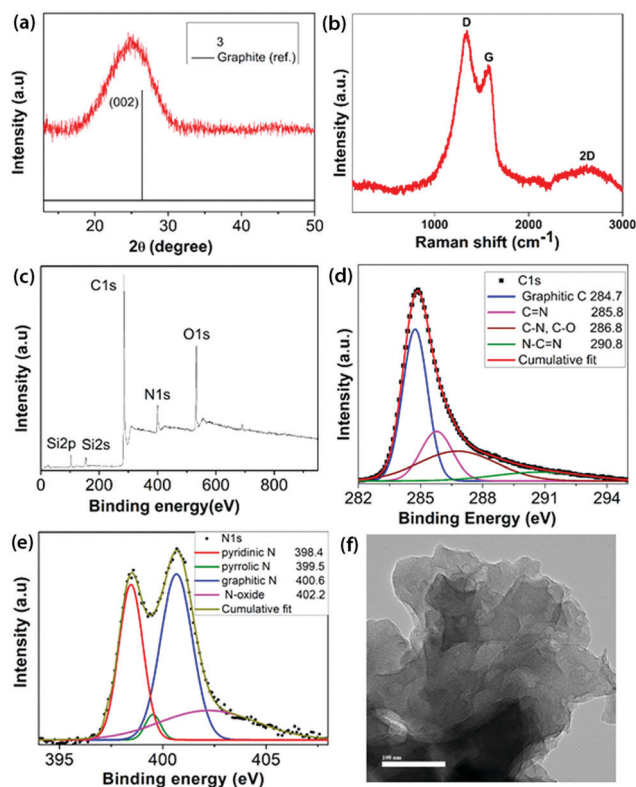 (a)
3
Graphite (ref.)
(002)
Intensity (a.u)
20
30
40
50
2θ (degree)
(b)
D
G
2D
Intensity (a.u.)
1000
2000
3000
Raman shift (cm-1)
(c)
C1s
O1s
N1s
Si2p
Si2s
Intensity (a.u)
0
200
400
600
800
Binding energy(eV)
(d)
C1s
Graphitic C 284.7
C=N 285.8
C-N, C-O 286.8
N-C=N 290.8
Cumulative fit
Intensity (a.u.)
282
285
288
291
294
Binding Energy (eV)
(e)
N1s
pyridinic N 398.4
pyrrolic N 399.5
graphitic N 400.6
N-oxide 402.2
Cumulative fit
Intensity (a.u)
395
400
405
Binding energy (eV)
(f)
100 nm